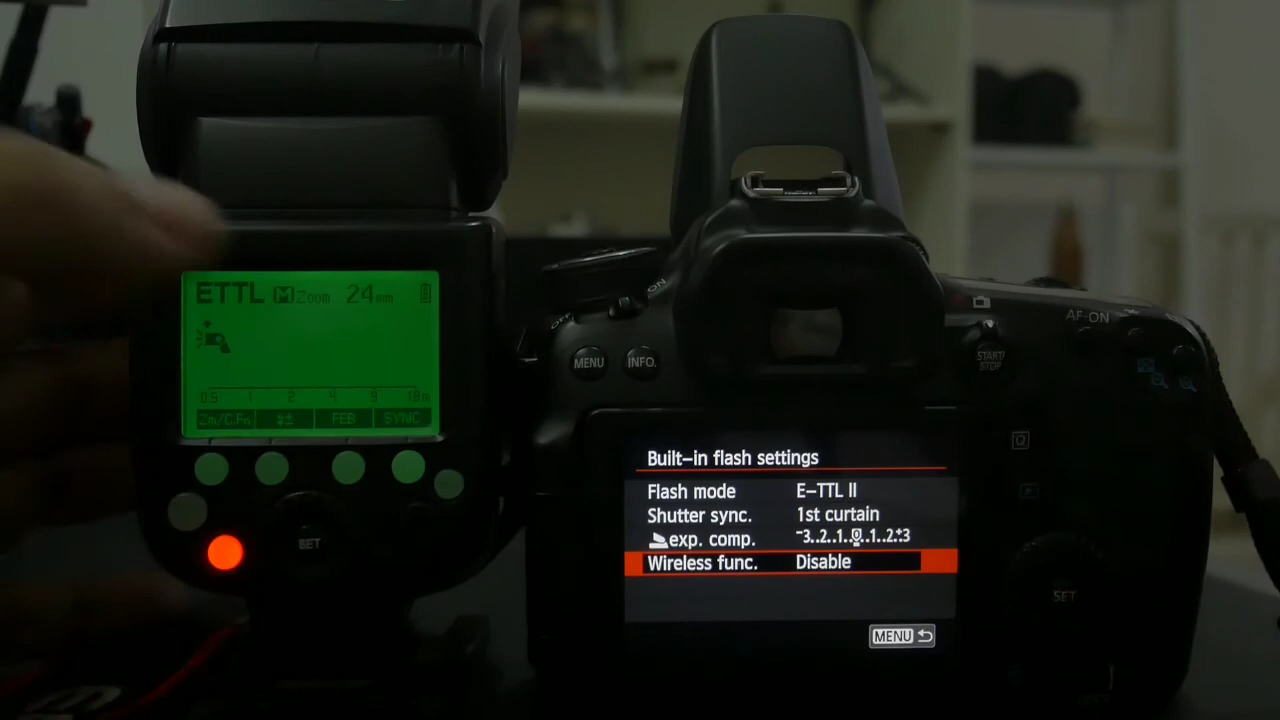 ETTL M Zoom 24mm
0.5 1 2 4 9 18m
Zm/C.Fn FEB SYNC
SET
OFF ON
MENU INFO.
AF-ON
START/
STOP
Built-in flash settings
Flash mode E-TTL II
Shutter sync. 1st curtain
exp. comp. -3..2..1..0..1..2..+3
Wireless func. Disable
MENU
SET